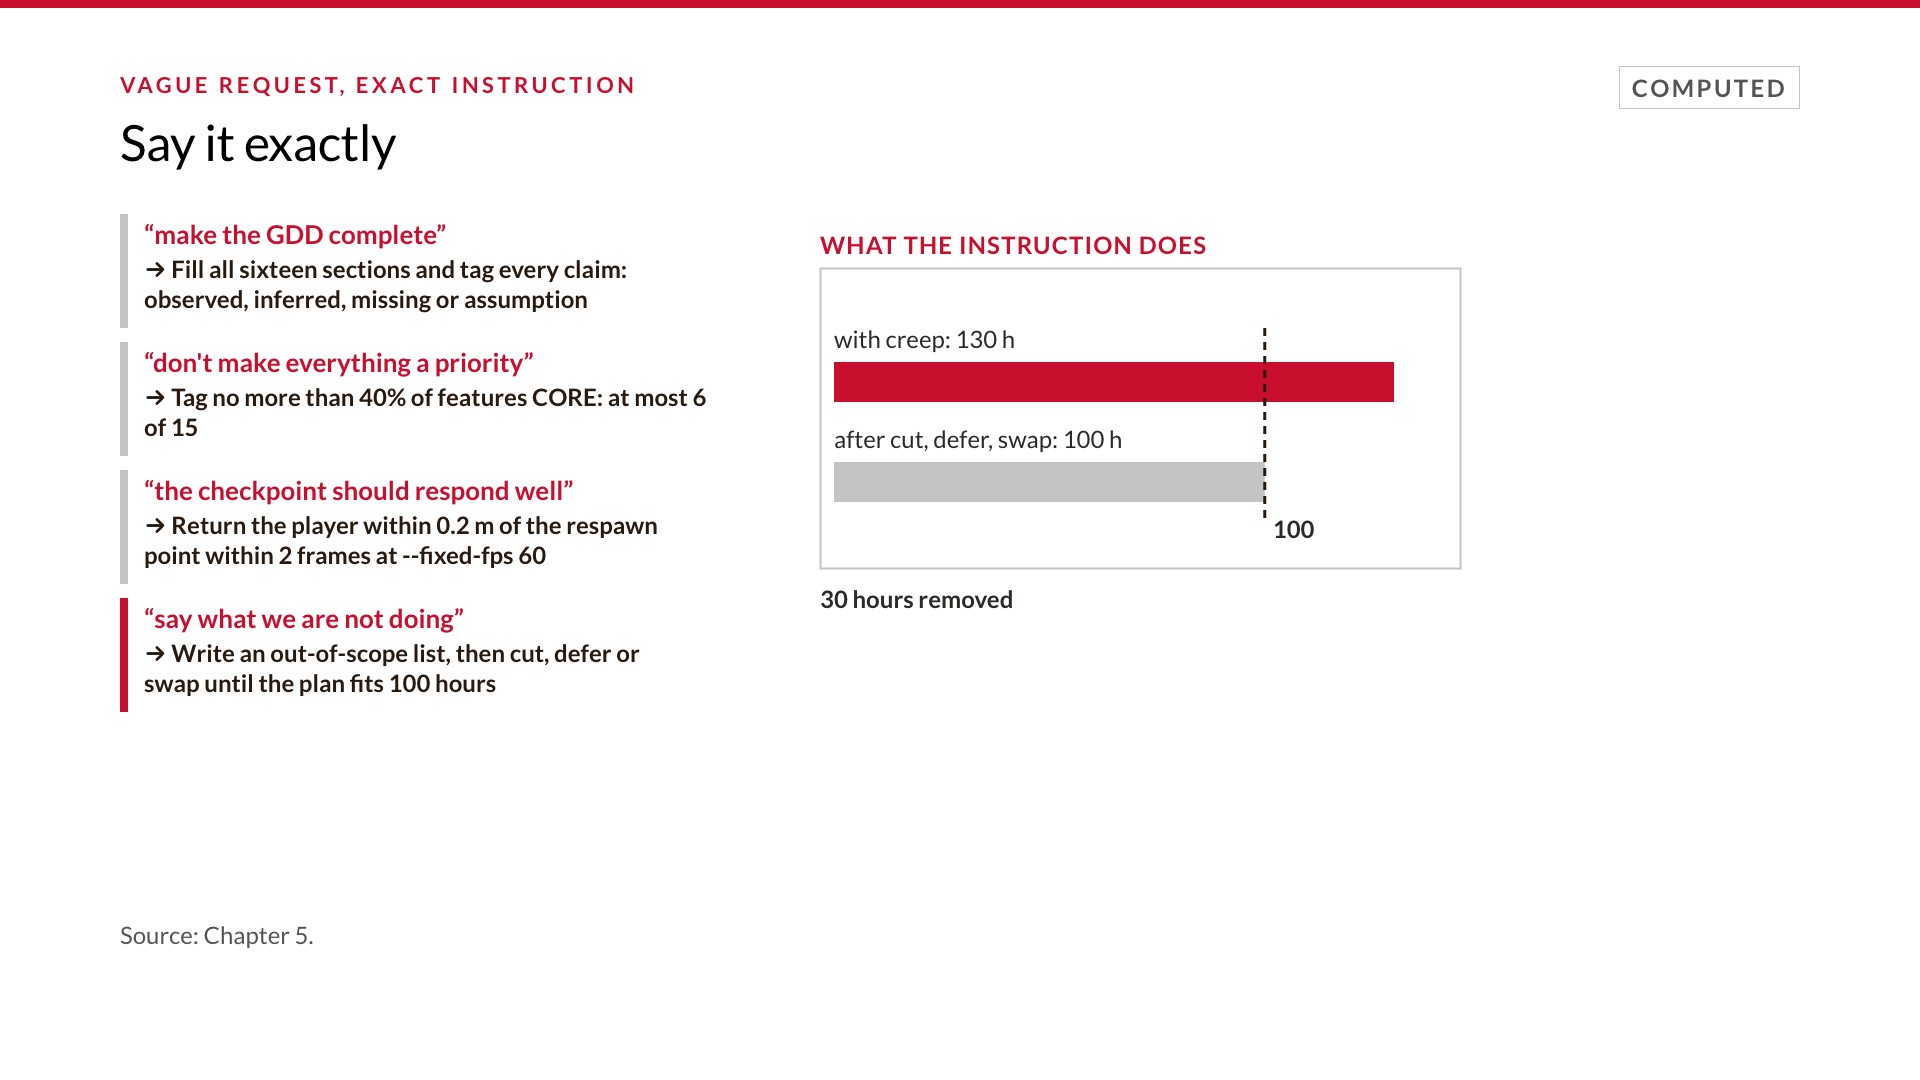 VAGUE REQUEST, EXACT INSTRUCTION
COMPUTED
Say it exactly
“make the GDD complete”
→ Fill all sixteen sections and tag every claim:
observed, inferred, missing or assumption
“don't make everything a priority”
→ Tag no more than 40% of features CORE: at most 6
of 15
“the checkpoint should respond well”
→ Return the player within 0.2 m of the respawn
point within 2 frames at --fixed-fps 60
“say what we are not doing”
→ Write an out-of-scope list, then cut, defer or
swap until the plan fits 100 hours
WHAT THE INSTRUCTION DOES
with creep: 130 h
after cut, defer, swap: 100 h
100
30 hours removed
Source: Chapter 5.